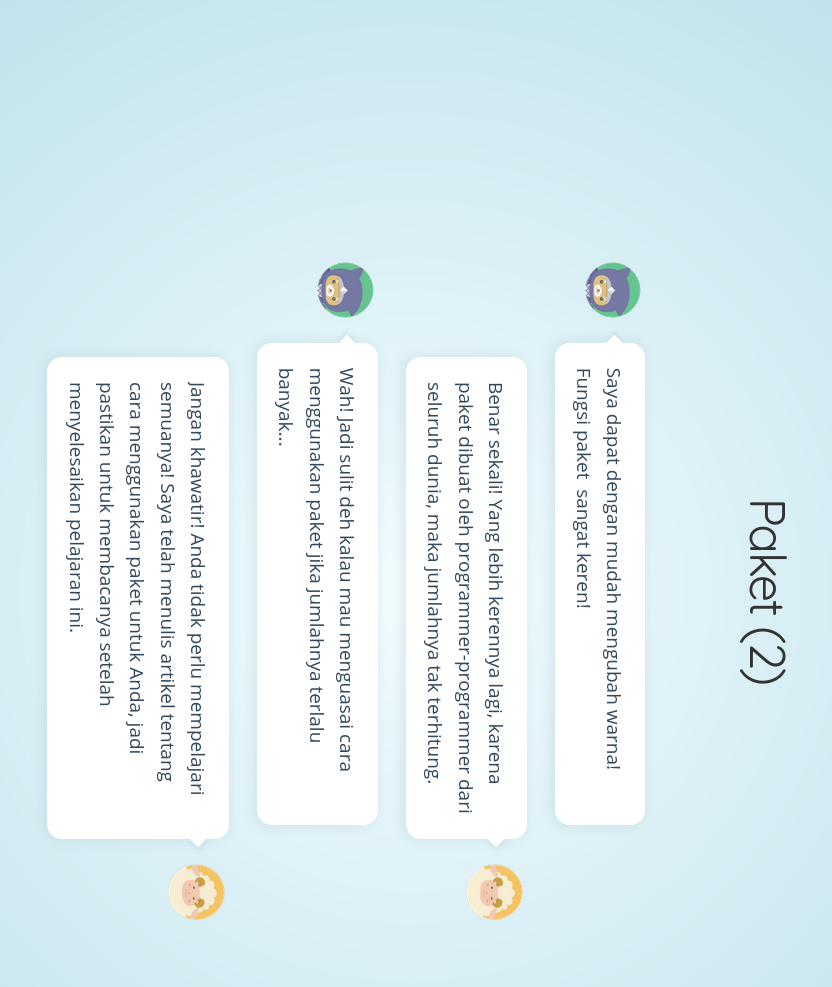 Paket (2)
Saya dapat dengan mudah mengubah warna!
Fungsi paket  sangat keren!
Benar sekali! Yang lebih kerennya lagi, karena
paket dibuat oleh programmer-programmer dari
seluruh dunia, maka jumlahnya tak terhitung.
Wah! Jadi sulit deh kalau mau menguasai cara
menggunakan paket jika jumlahnya terlalu
banyak...
Jangan khawatir! Anda tidak perlu mempelajari
semuanya! Saya telah menulis artikel tentang
cara menggunakan paket untuk Anda, jadi
pastikan untuk membacanya setelah
menyelesaikan pelajaran ini.